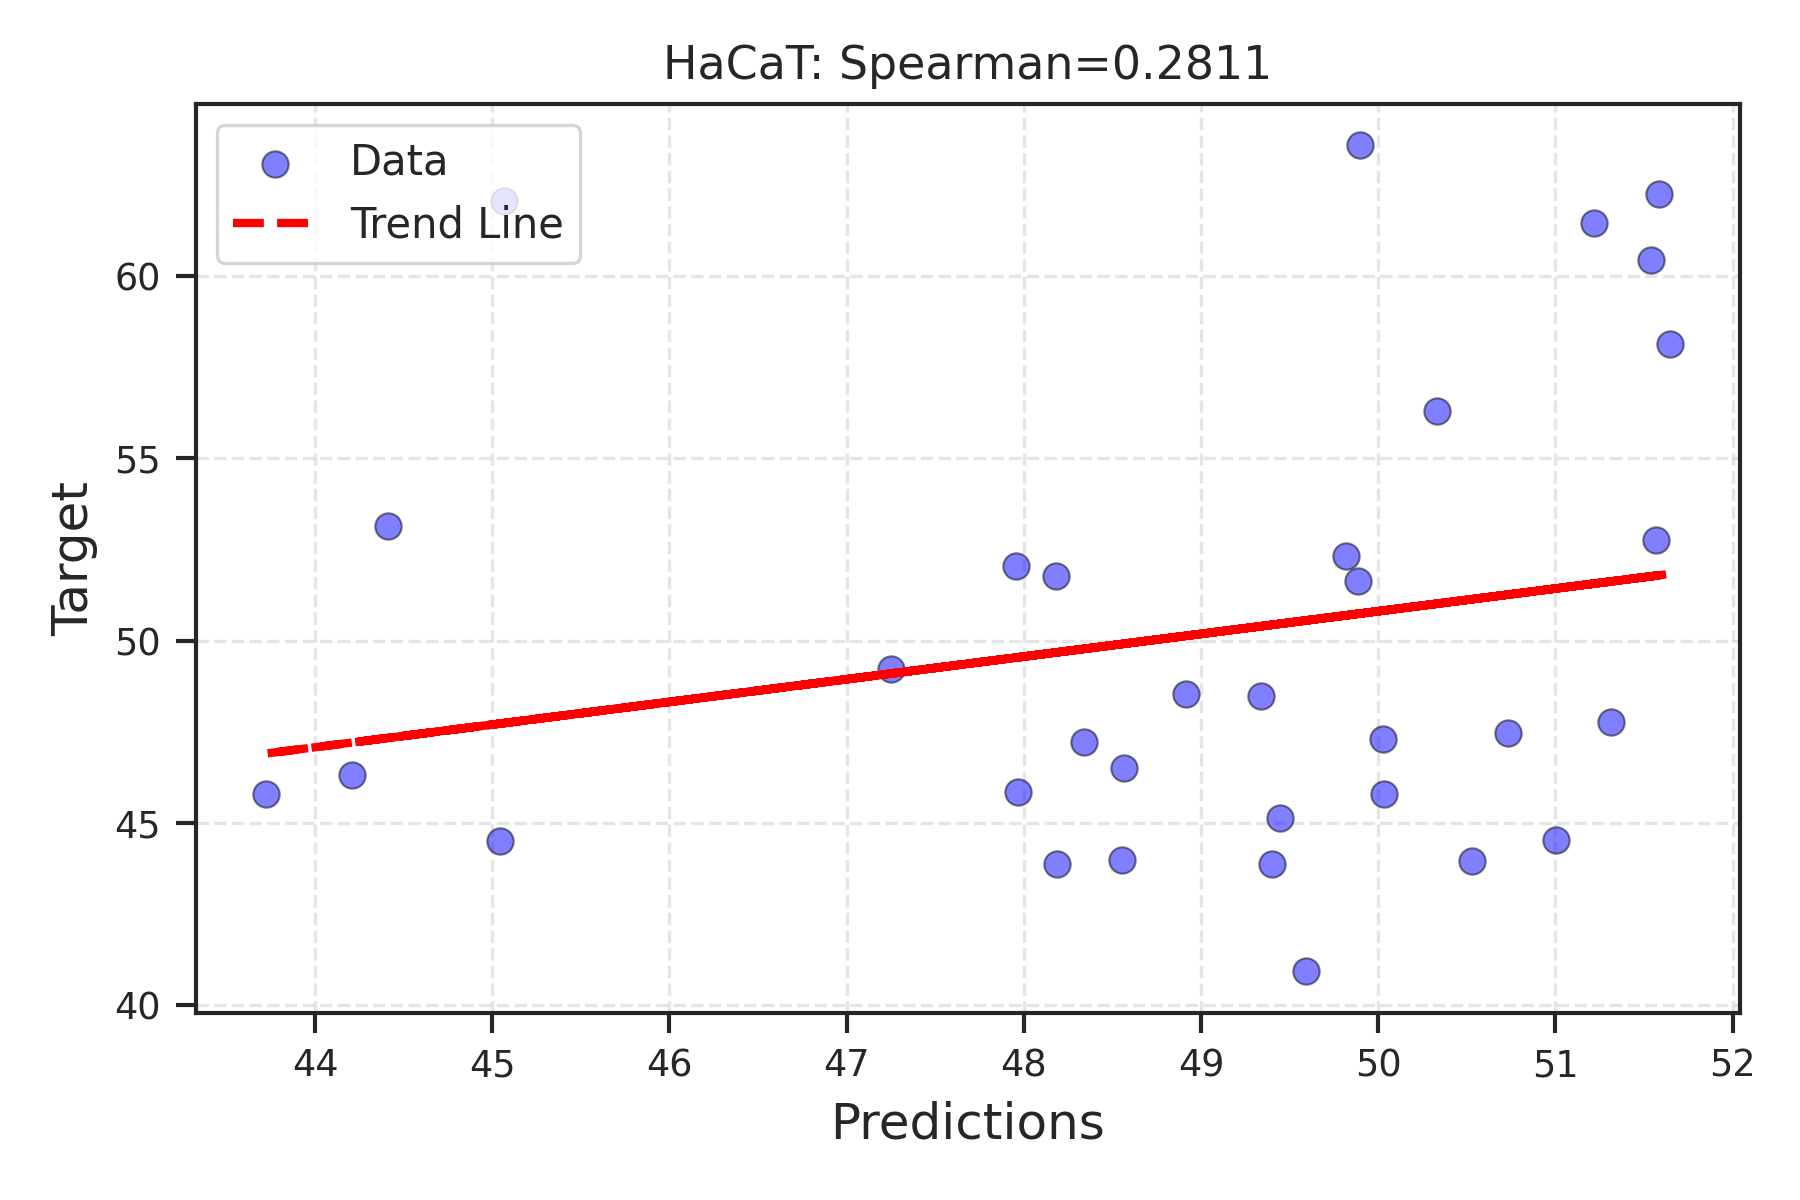 HaCaT: Spearman=0.2811
Data
Trend Line
60
55
50
45
40
Target
44 45 46 47 48 49 50 51 52
Predictions